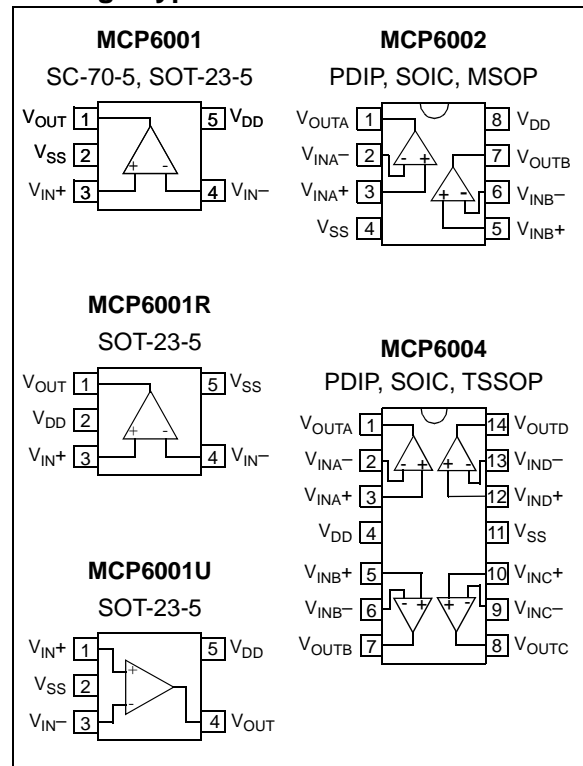 MCP6001
SC-70-5, SOT-23-5
VOUT 1
5 VDD
VSS 2
VIN+ 3
4 VIN–
+ -
MCP6002
PDIP, SOIC, MSOP
VOUTA 1
8 VDD
VINA– 2
7 VOUTB
VINA+ 3
6 VINB–
VSS 4
5 VINB+
- +
+ -
MCP6001R
SOT-23-5
VOUT 1
5 VSS
VDD 2
VIN+ 3
4 VIN–
+ -
MCP6004
PDIP, SOIC, TSSOP
VOUTA 1
14 VOUTD
VINA– 2
13 VIND–
VINA+ 3
12 VIND+
VDD 4
11 VSS
VINB+ 5
10 VINC+
VINB– 6
9 VINC–
VOUTB 7
8 VOUTC
- +
+ -
- +
+ -
MCP6001U
SOT-23-5
VIN+ 1
5 VDD
VSS 2
VIN– 3
4 VOUT
+
-